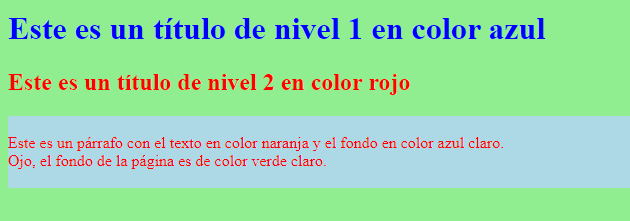 Este es un título de nivel 1 en color azul
Este es un título de nivel 2 en color rojo
Este es un párrafo con el texto en color naranja y el fondo en color azul claro.
Ojo, el fondo de la página es de color verde claro.